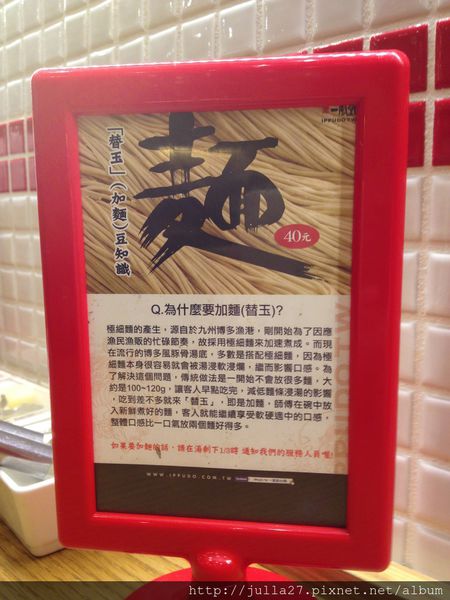 一風堂
IPPUDO TW
「替玉」(加麵)豆知識
麵
40元
Q.為什麼要加麵(替玉)?
極細麵的產生，源自於九州博多漁港，剛開始為了因應
漁民漁販的忙碌節奏，故採用極細麵來加速煮成。而現
在流行的博多風豚骨湯底，多數是搭配極細麵，因為極
細麵本身很容易就會被湯浸軟浸爛，繼而影響口感。為
了解決這個問題，傳統做法是一開始不會放很多麵，大
約是100~120g，讓客人早點吃完，減低麵條浸湯的影響
，吃到差不多就來「替玉」，即是加麵，師傅在碗中放
入新鮮煮好的麵，客人就能繼續享受軟硬適中的口感，
整體口感比一口氣放兩個麵好得多。
如果要加麵的話，請在湯剩下1/3時 通知我們的服務人員喔!
WWW.IPPUDO.COM.TW
http://julla27.pixnet.net/album